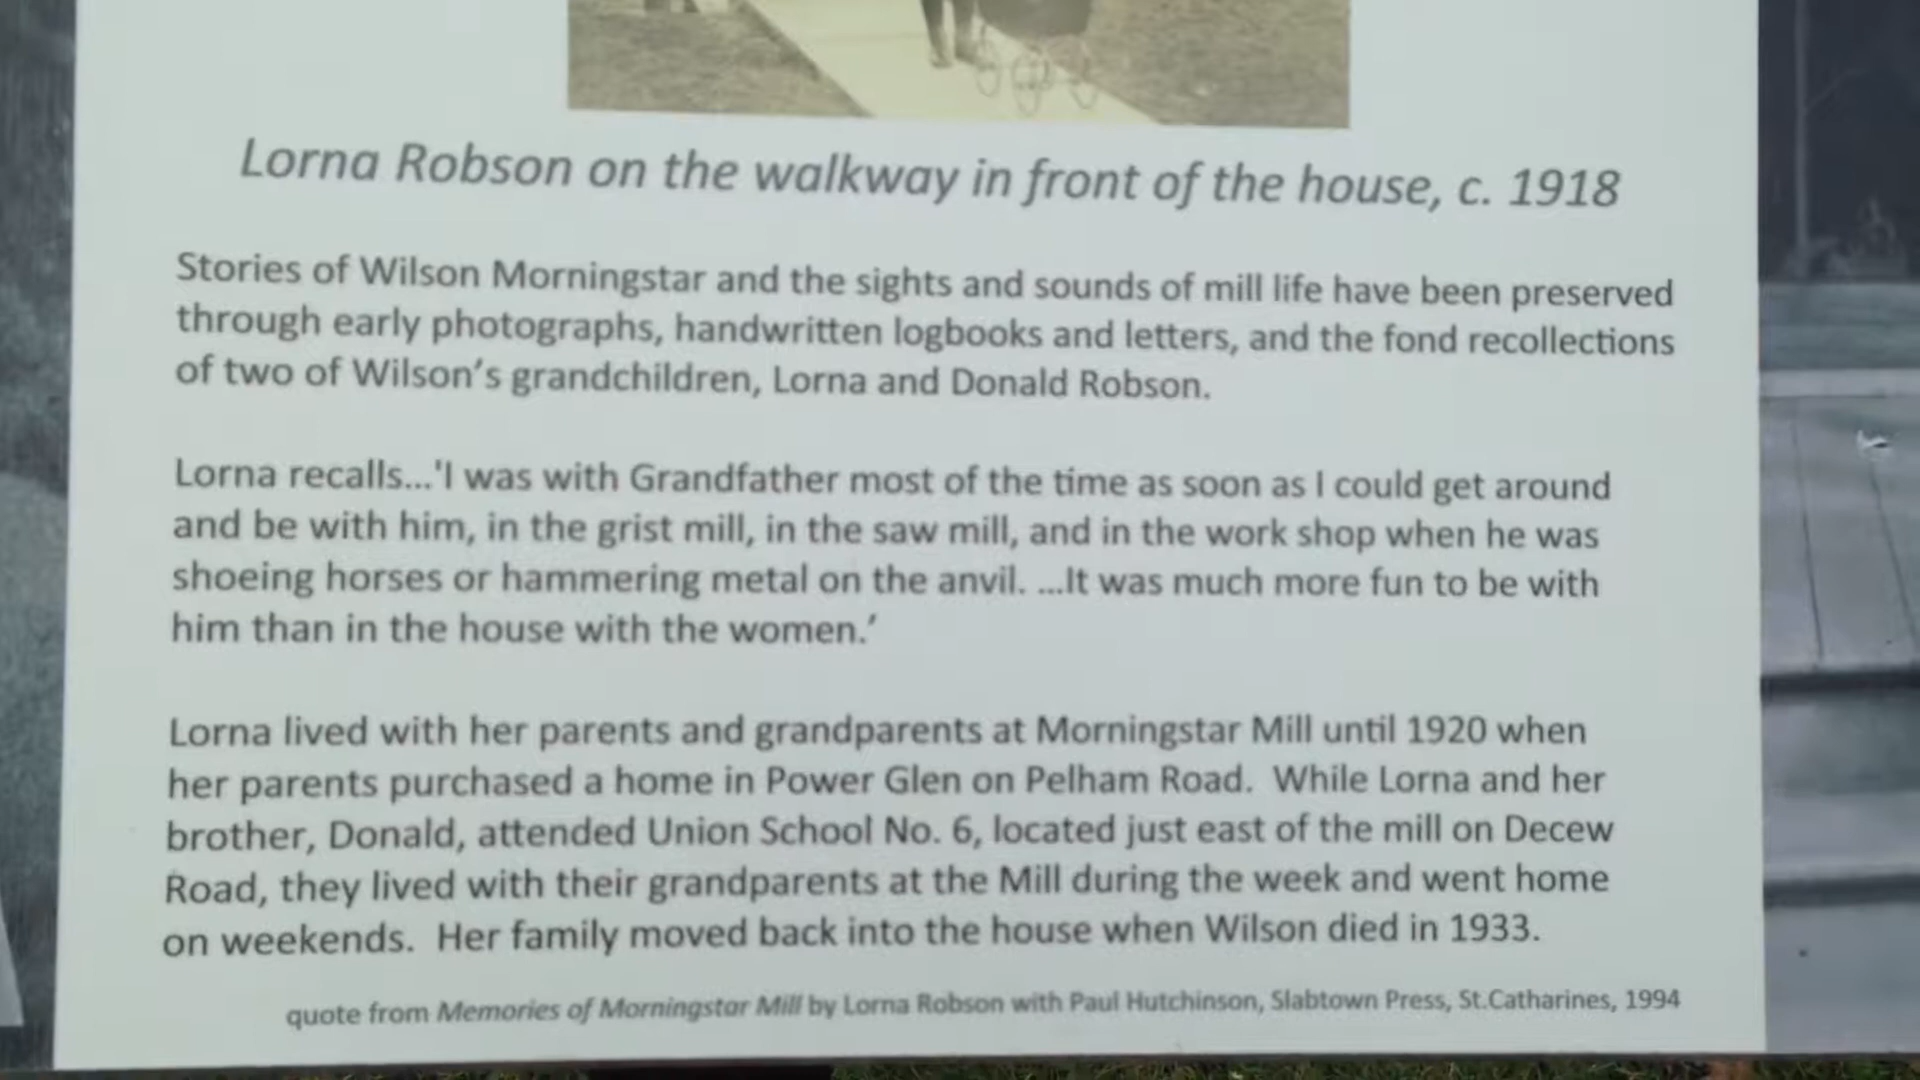 Lorna Robson on the walkway in front of the house, c. 1918
Stories of Wilson Morningstar and the sights and sounds of mill life have been preserved
through early photographs, handwritten logbooks and letters, and the fond recollections
of two of Wilson’s grandchildren, Lorna and Donald Robson.
Lorna recalls...'I was with Grandfather most of the time as soon as I could get around
and be with him, in the grist mill, in the saw mill, and in the work shop when he was
shoeing horses or hammering metal on the anvil. ...It was much more fun to be with
him than in the house with the women.’
Lorna lived with her parents and grandparents at Morningstar Mill until 1920 when
her parents purchased a home in Power Glen on Pelham Road. While Lorna and her
brother, Donald, attended Union School No. 6, located just east of the mill on Decew
Road, they lived with their grandparents at the Mill during the week and went home
on weekends. Her family moved back into the house when Wilson died in 1933.
quote from Memories of Morningstar Mill by Lorna Robson with Paul Hutchinson, Slabtown Press, St.Catharines, 1994